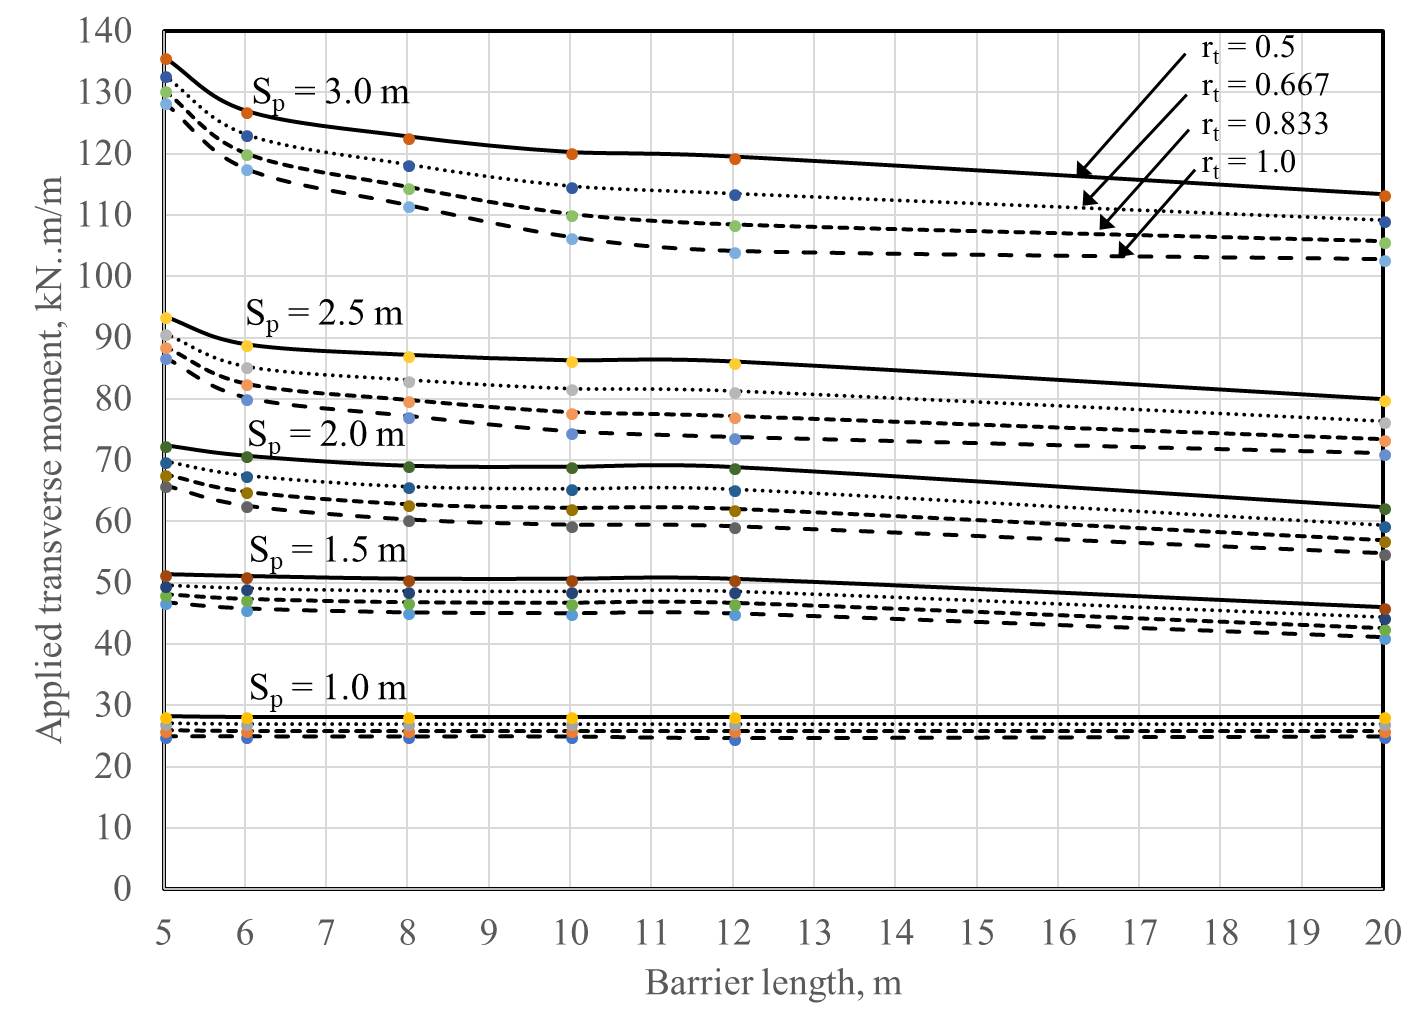 140
130
120
110
100
90
80
70
60
50
40
30
20
10
0
Applied transverse moment, kN..m/m
Sp = 3.0 m
Sp = 2.5 m
Sp = 2.0 m
Sp = 1.5 m
Sp = 1.0 m
rt = 0.5
rt = 0.667
rt = 0.833
rt = 1.0
5 6 7 8 9 10 11 12 13 14 15 16 17 18 19 20
Barrier length, m